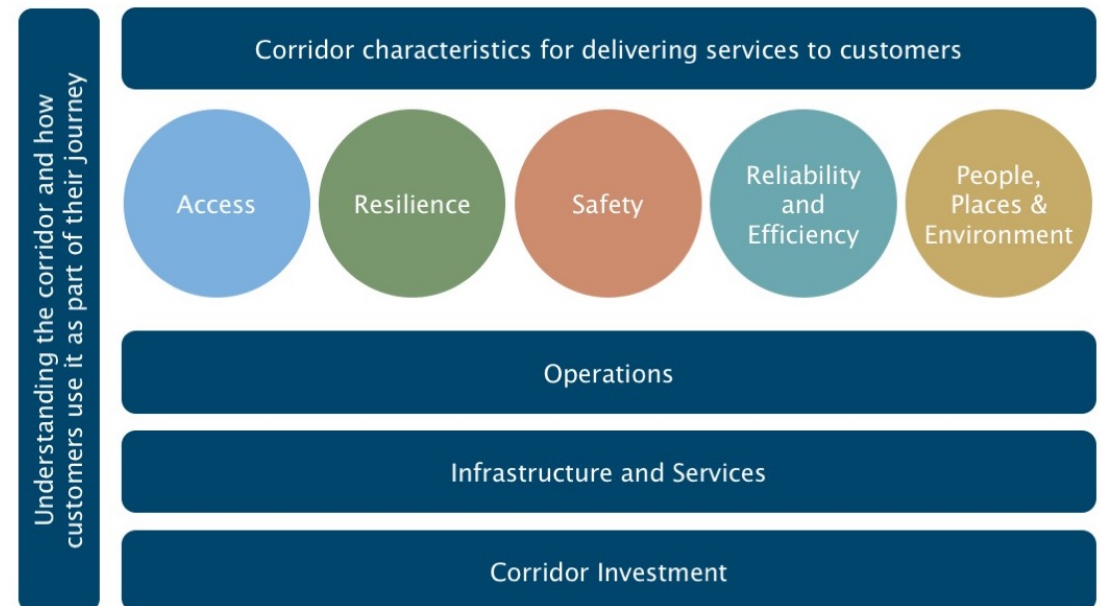 Understanding the corridor and how
customers use it as part of their journey
Corridor characteristics for delivering services to customers
Access
Resilience
Safety
Reliability
and
Efficiency
People,
Places &
Environment
Operations
Infrastructure and Services
Corridor Investment